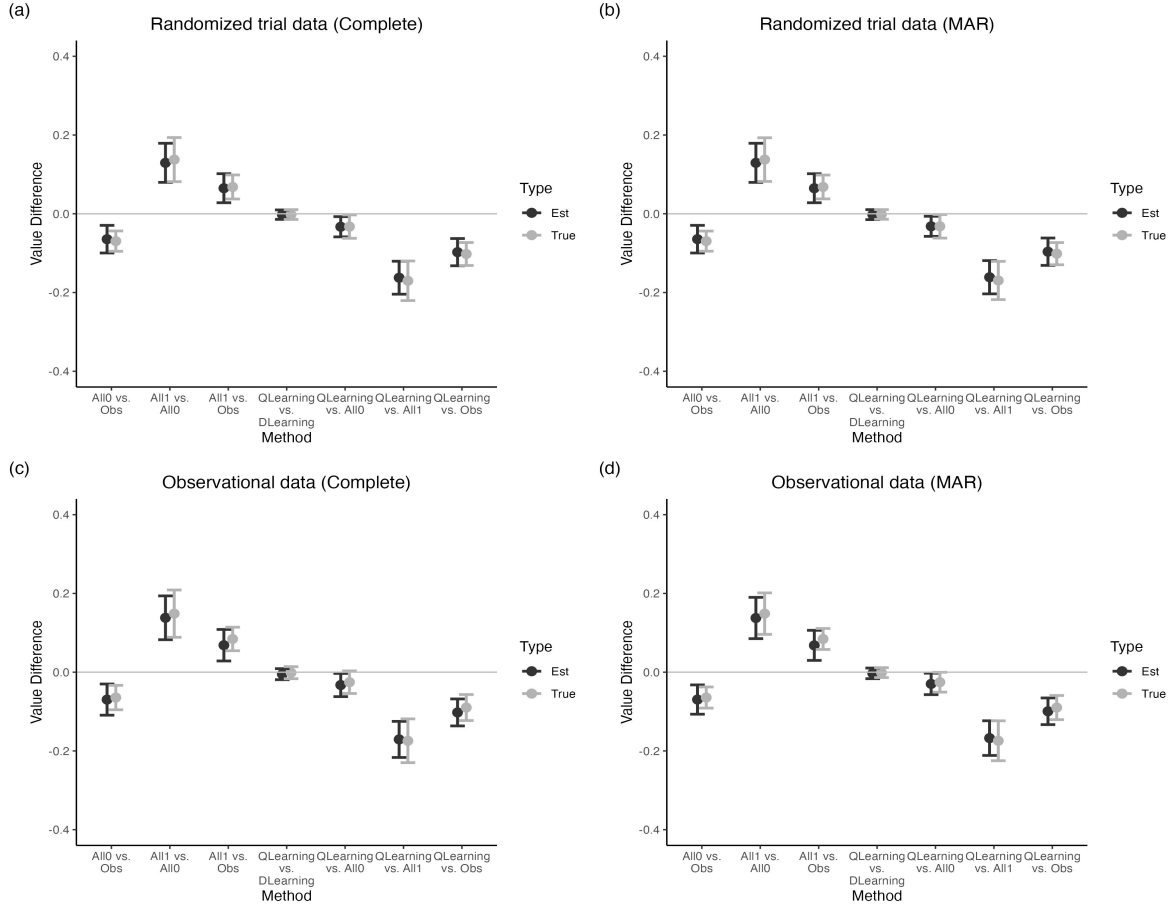 (a)
Randomized trial data (Complete)
0.4
0.2
0.0
-0.2
-0.4
Value Difference
All0 vs. Obs
All1 vs. All0
All1 vs. Obs
QLearning vs. DLearning
QLearning vs. All0
QLearning vs. All1
QLearning vs. Obs
Method
Type
Est
True
(b)
Randomized trial data (MAR)
0.4
0.2
0.0
-0.2
-0.4
Value Difference
All0 vs. Obs
All1 vs. All0
All1 vs. Obs
QLearning vs. DLearning
QLearning vs. All0
QLearning vs. All1
QLearning vs. Obs
Method
Type
Est
True
(c)
Observational data (Complete)
0.4
0.2
0.0
-0.2
-0.4
Value Difference
All0 vs. Obs
All1 vs. All0
All1 vs. Obs
QLearning vs. DLearning
QLearning vs. All0
QLearning vs. All1
QLearning vs. Obs
Method
Type
Est
True
(d)
Observational data (MAR)
0.4
0.2
0.0
-0.2
-0.4
Value Difference
All0 vs. Obs
All1 vs. All0
All1 vs. Obs
QLearning vs. DLearning
QLearning vs. All0
QLearning vs. All1
QLearning vs. Obs
Method
Type
Est
True